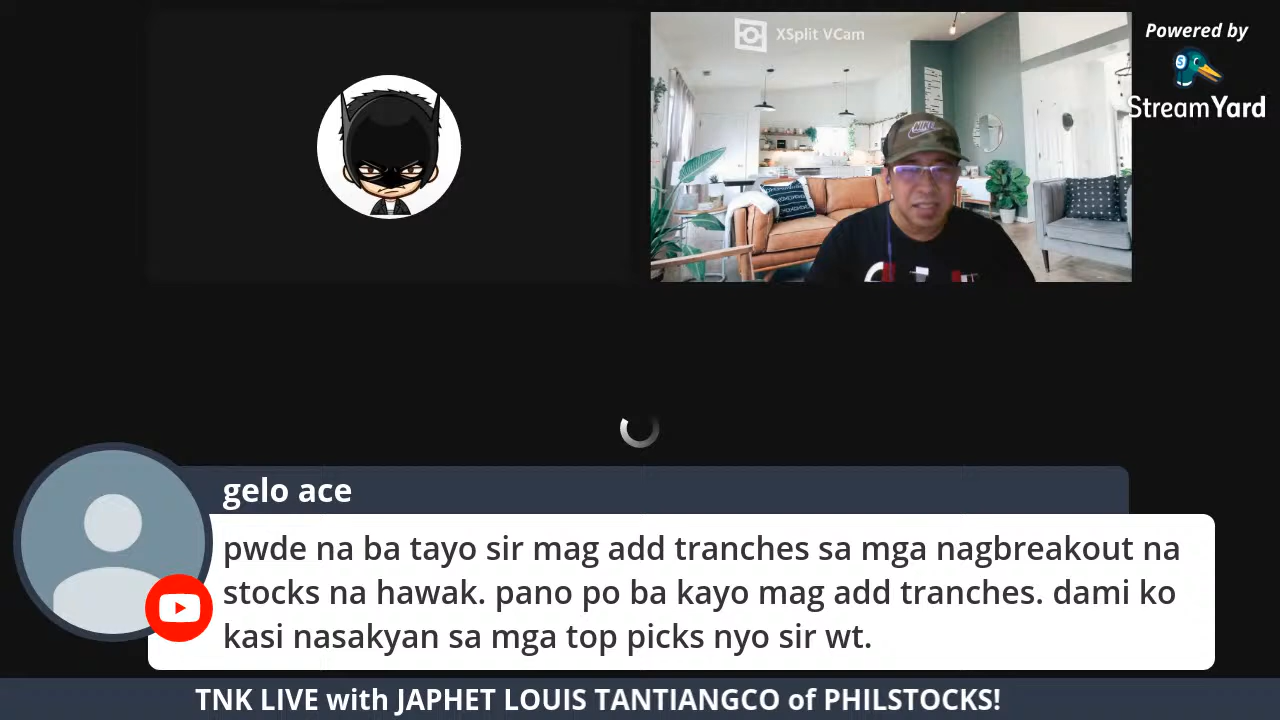 XSplit VCam
Powered by
StreamYard
NIKE
gelo ace
pwde na ba tayo sir mag add tranches sa mga nagbreakout na
stocks na hawak. pano po ba kayo mag add tranches. dami ko
kasi nasakyan sa mga top picks nyo sir wt.
TNK LIVE with JAPHET LOUIS TANTIANGCO of PHILSTOCKS!